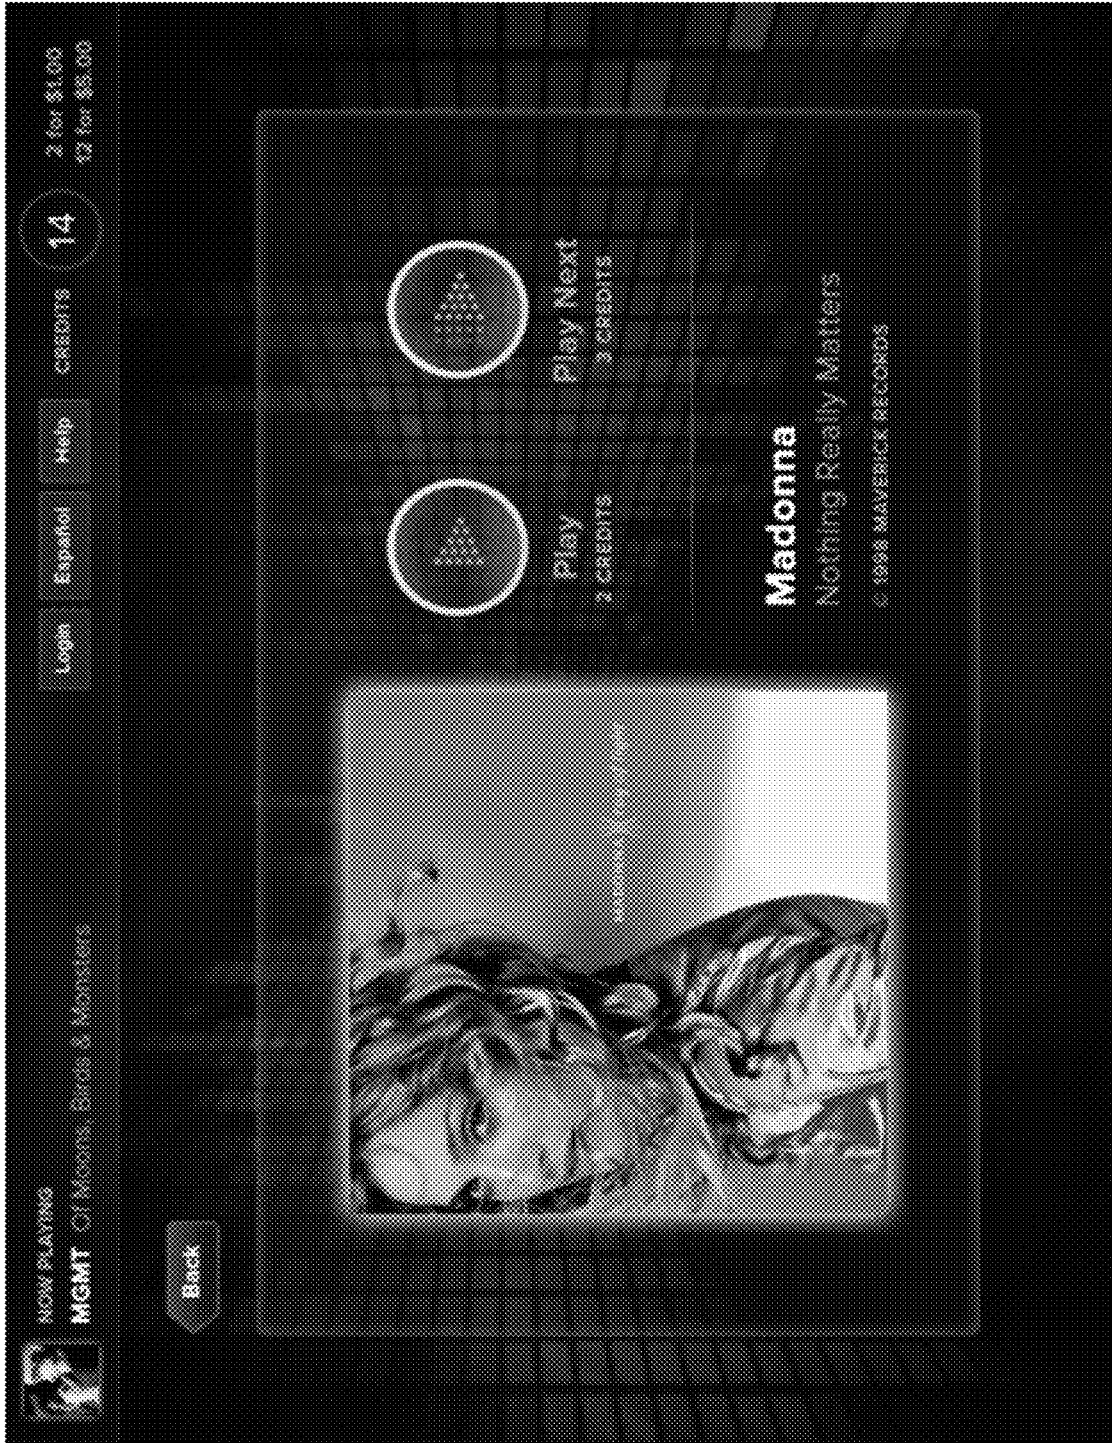 NOW PLAYING
MGMT Of Moons, Birds & Monsters
Login
Español
Help
CREDITS
14
2 for $1.00
12 for $5.00
Back
Play
2 CREDITS
Play Next
3 CREDITS
Madonna
Nothing Really Matters
© 1998 MAVERICK RECORDS